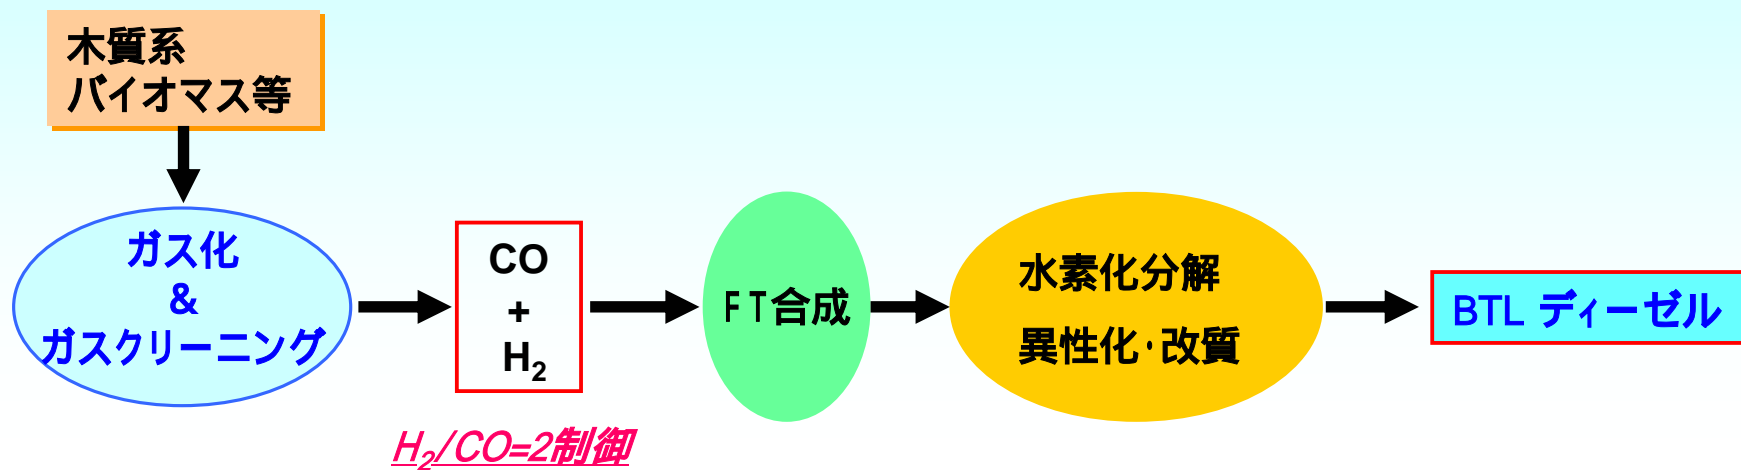 木質系
バイオマス等
ガス化
&
ガスクリーニング
CO
+
H₂
H₂/CO=2制御
FT合成
水素化分解
異性化・改質
BTL ディーゼル